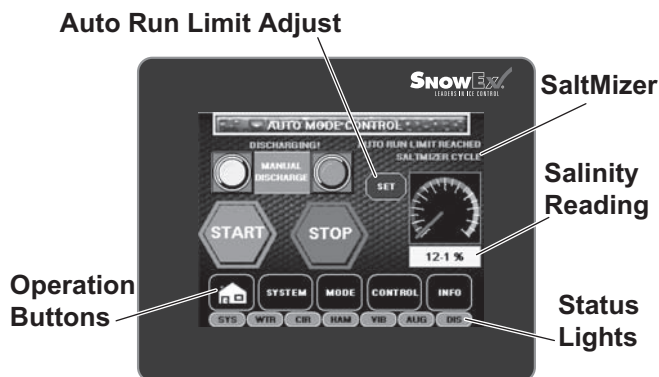 Auto Run Limit Adjust
SNOWEX
LEADERS IN ICE CONTROL
SaltMizer
AUTO MODE CONTROL
DISCHARGING!
AUTO RUN LIMIT REACHED
SALTMIZER CYCLE
MANUAL
DISCHARGE
SET
Salinity
Reading
START
STOP
12-1 %
Operation
Buttons
SYSTEM
MODE
CONTROL
INFO
Status
Lights
SYS
WTR
CIR
HAM
VIB
AUG
DIS